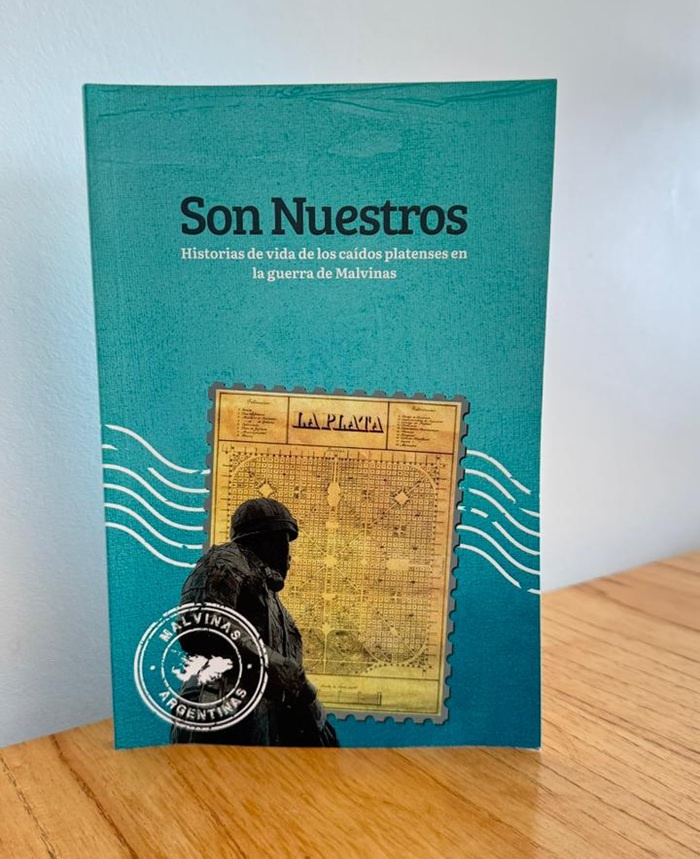 Son Nuestros
Historias de vida de los caídos platenses en
la guerra de Malvinas
LA PLATA
MALVINAS
ARGENTINAS